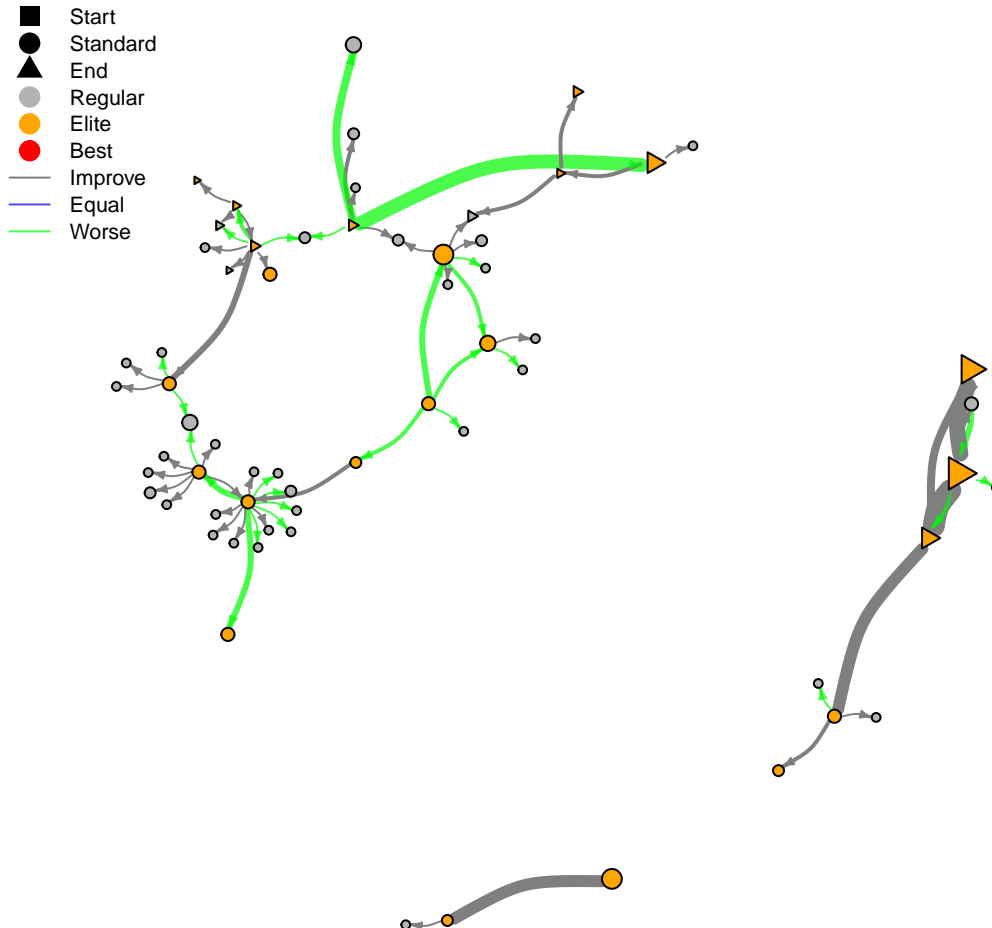 Start
Standard
End
Regular
Elite
Best
Improve
Equal
Worse